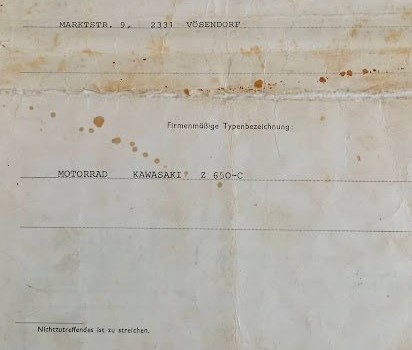 MARKTSTR. 9, 2331 VÖSENDORF
Firmenmäßige Typenbezeichnung:
MOTORRAD KAWASAKI Z 650-C
Nichtzutreffendes ist zu streichen.